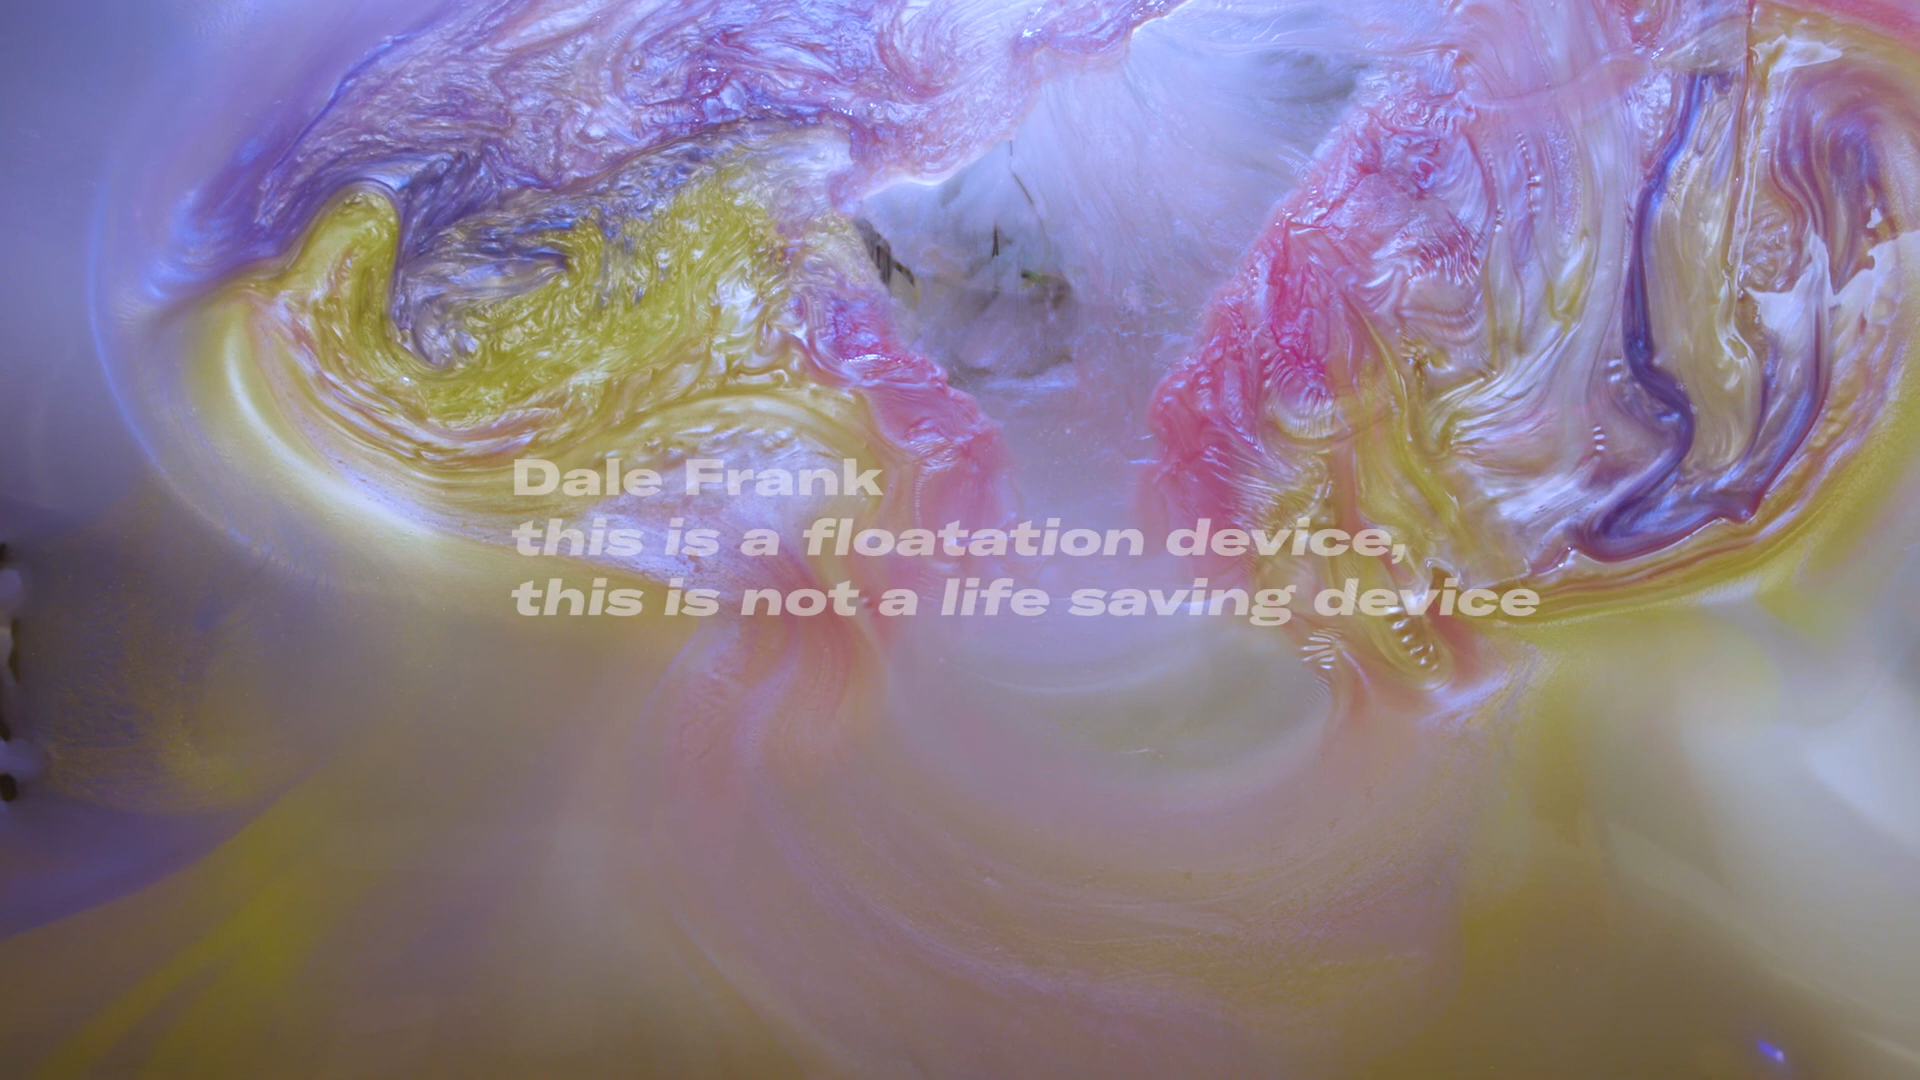 Dale Frank
this is a floatation device,
this is not a life saving device